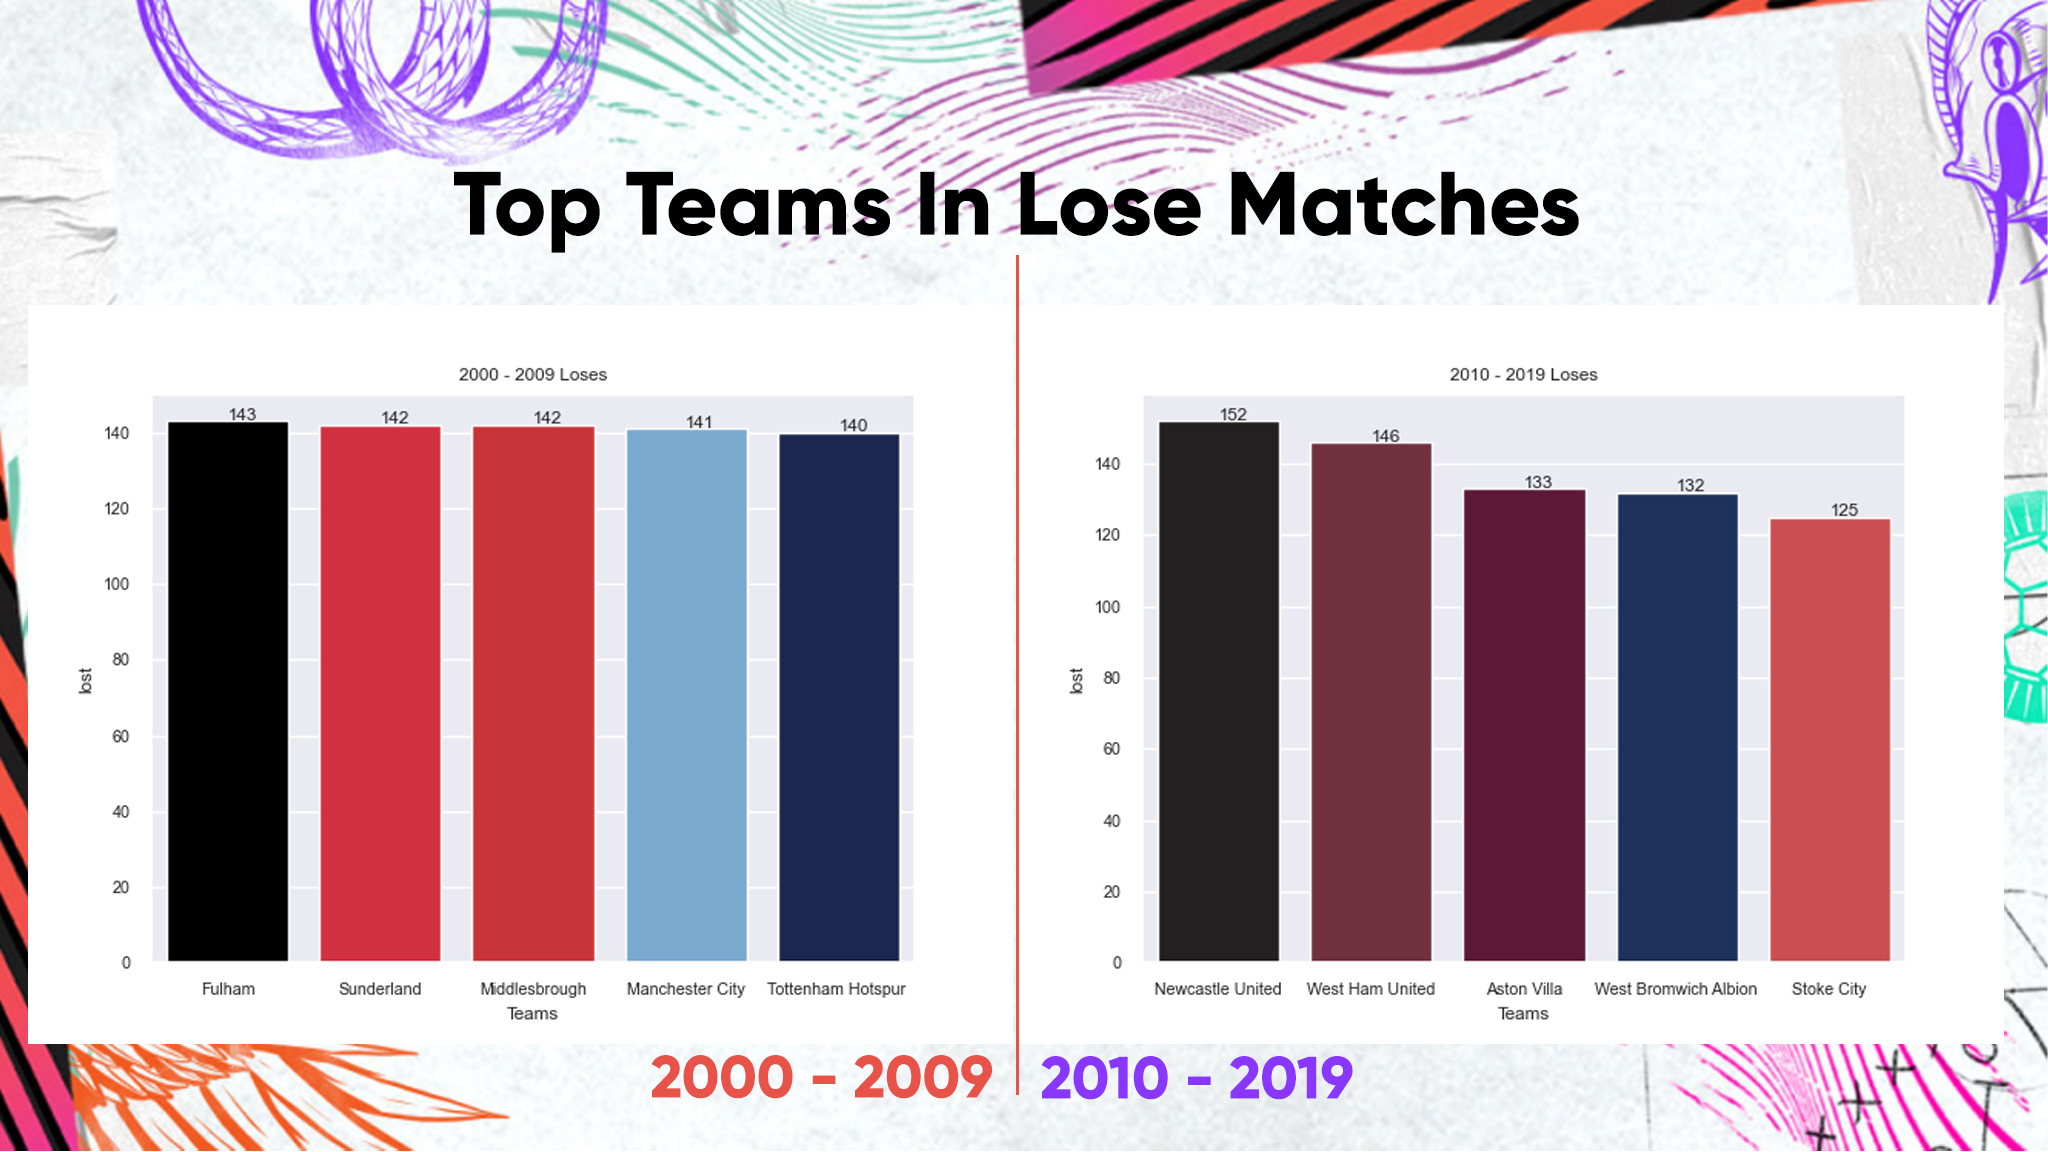 Top Teams In Lose Matches
2000 - 2009 Loses
143
142
142
141
140
140
120
100
80
60
40
20
0
lost
Fulham
Sunderland
Middlesbrough
Manchester City
Tottenham Hotspur
Teams
2010 - 2019 Loses
152
146
133
132
125
140
120
100
80
60
40
20
0
lost
Newcastle United
West Ham United
Aston Villa
West Bromwich Albion
Stoke City
Teams
2000 - 2009
2010 - 2019